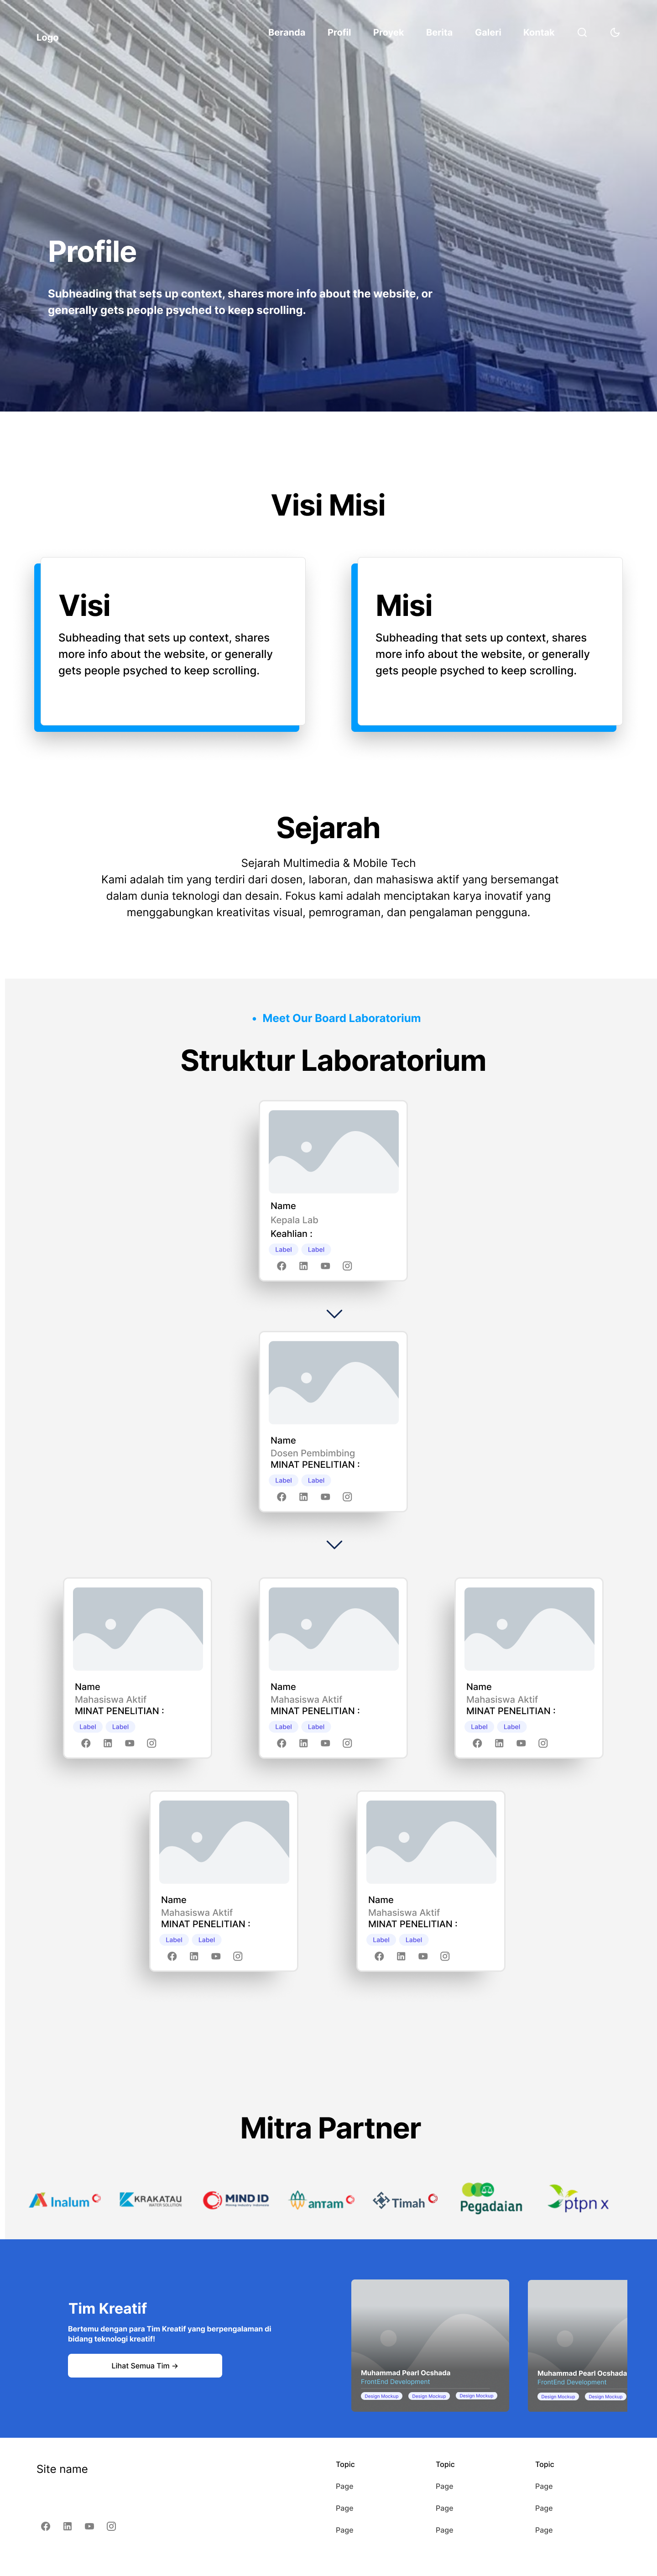 Logo
Beranda Profil Proyek Berita Galeri Kontak
Profile
Subheading that sets up context, shares more info about the website, or
generally gets people psyched to keep scrolling.
Visi Misi
Visi
Subheading that sets up context, shares
more info about the website, or generally
gets people psyched to keep scrolling.
Misi
Subheading that sets up context, shares
more info about the website, or generally
gets people psyched to keep scrolling.
Sejarah
Sejarah Multimedia & Mobile Tech
Kami adalah tim yang terdiri dari dosen, laboran, dan mahasiswa aktif yang bersemangat
dalam dunia teknologi dan desain. Fokus kami adalah menciptakan karya inovatif yang
menggabungkan kreativitas visual, pemrograman, dan pengalaman pengguna.
• Meet Our Board Laboratorium
Struktur Laboratorium
Name
Kepala Lab
Keahlian :
Label Label
Name
Dosen Pembimbing
MINAT PENELITIAN :
Label Label
Name
Mahasiswa Aktif
MINAT PENELITIAN :
Label Label
Name
Mahasiswa Aktif
MINAT PENELITIAN :
Label Label
Name
Mahasiswa Aktif
MINAT PENELITIAN :
Label Label
Name
Mahasiswa Aktif
MINAT PENELITIAN :
Label Label
Name
Mahasiswa Aktif
MINAT PENELITIAN :
Label Label
Mitra Partner
Inalum
KRAKATAU
WATER SOLUTION
MIND ID
Mining Industry Indonesia
antam
Timah
Pegadaian
ptpn x
Tim Kreatif
Bertemu dengan para Tim Kreatif yang berpengalaman di
bidang teknologi kreatif!
Lihat Semua Tim →
Muhammad Pearl Ocshada
FrontEnd Development
Design Mockup Design Mockup Design Mockup
Muhammad Pearl Ocshada
FrontEnd Development
Design Mockup Design Mockup
Site name
Topic
Page
Page
Page
Topic
Page
Page
Page
Topic
Page
Page
Page